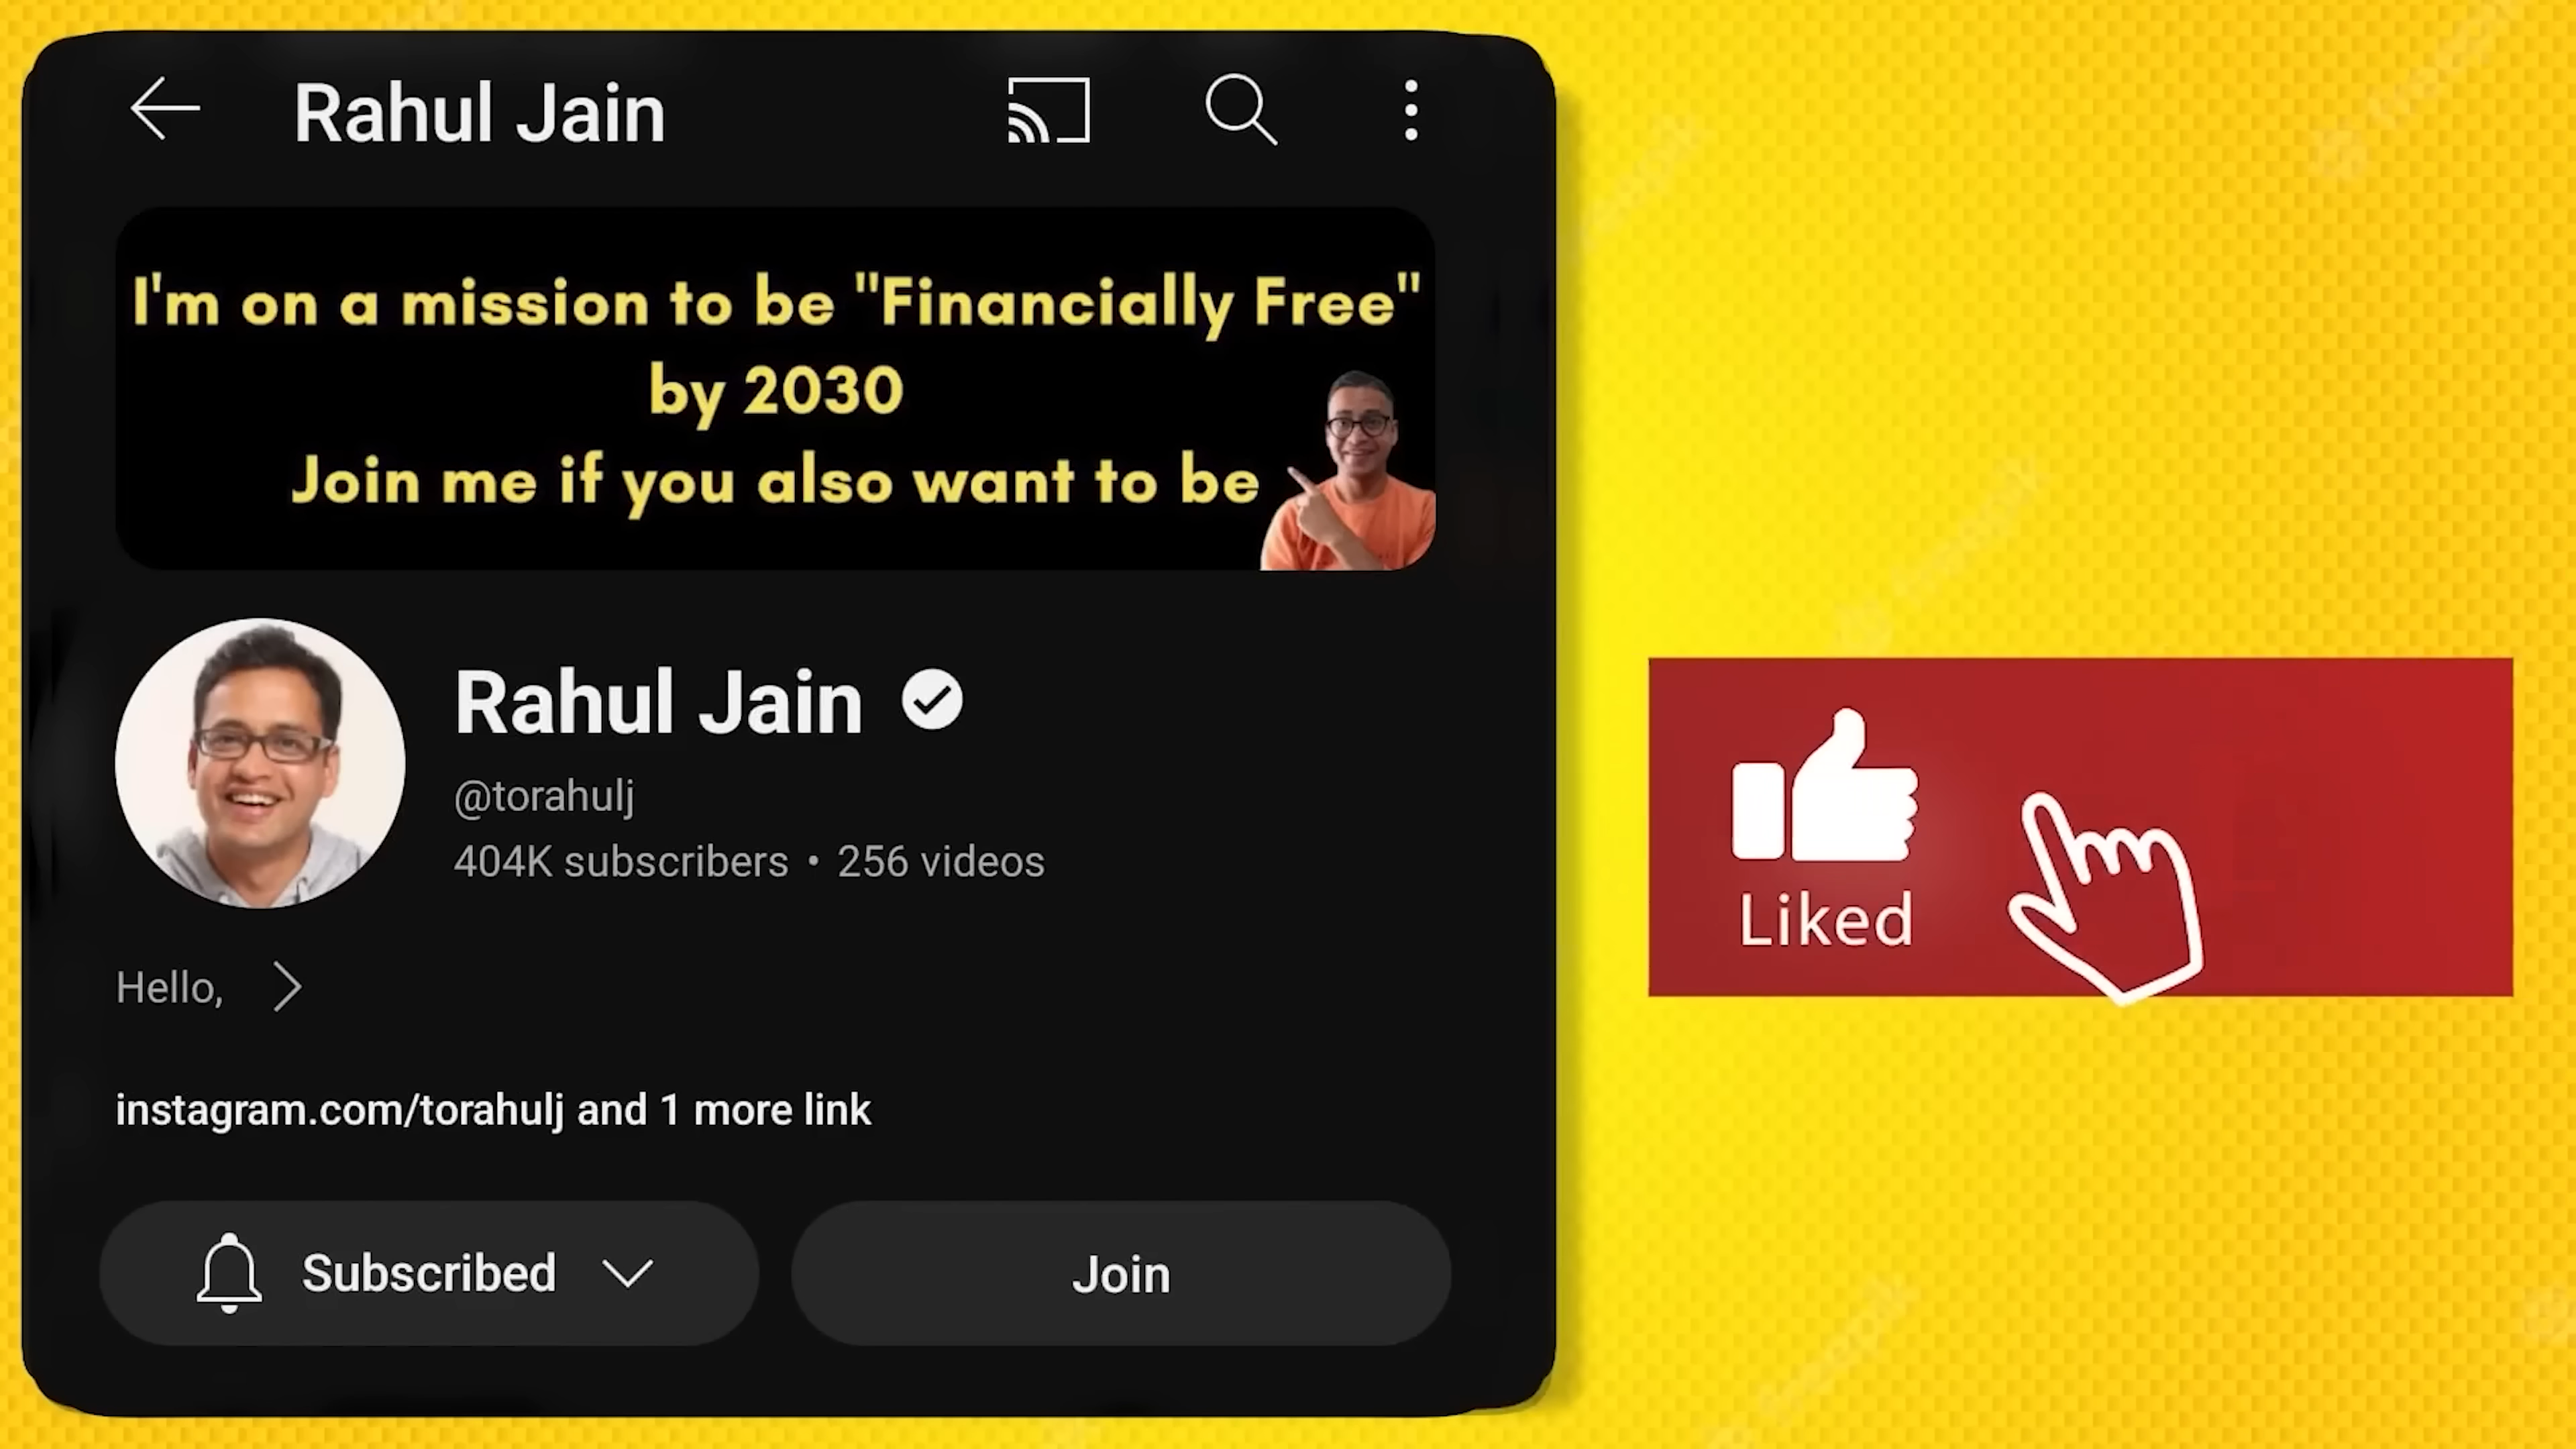 Rahul Jain
I'm on a mission to be "Financially Free"
by 2030
Join me if you also want to be
Rahul Jain
@torahulj
404K subscribers • 256 videos
Hello,
instagram.com/torahulj and 1 more link
Subscribed
Join
Liked